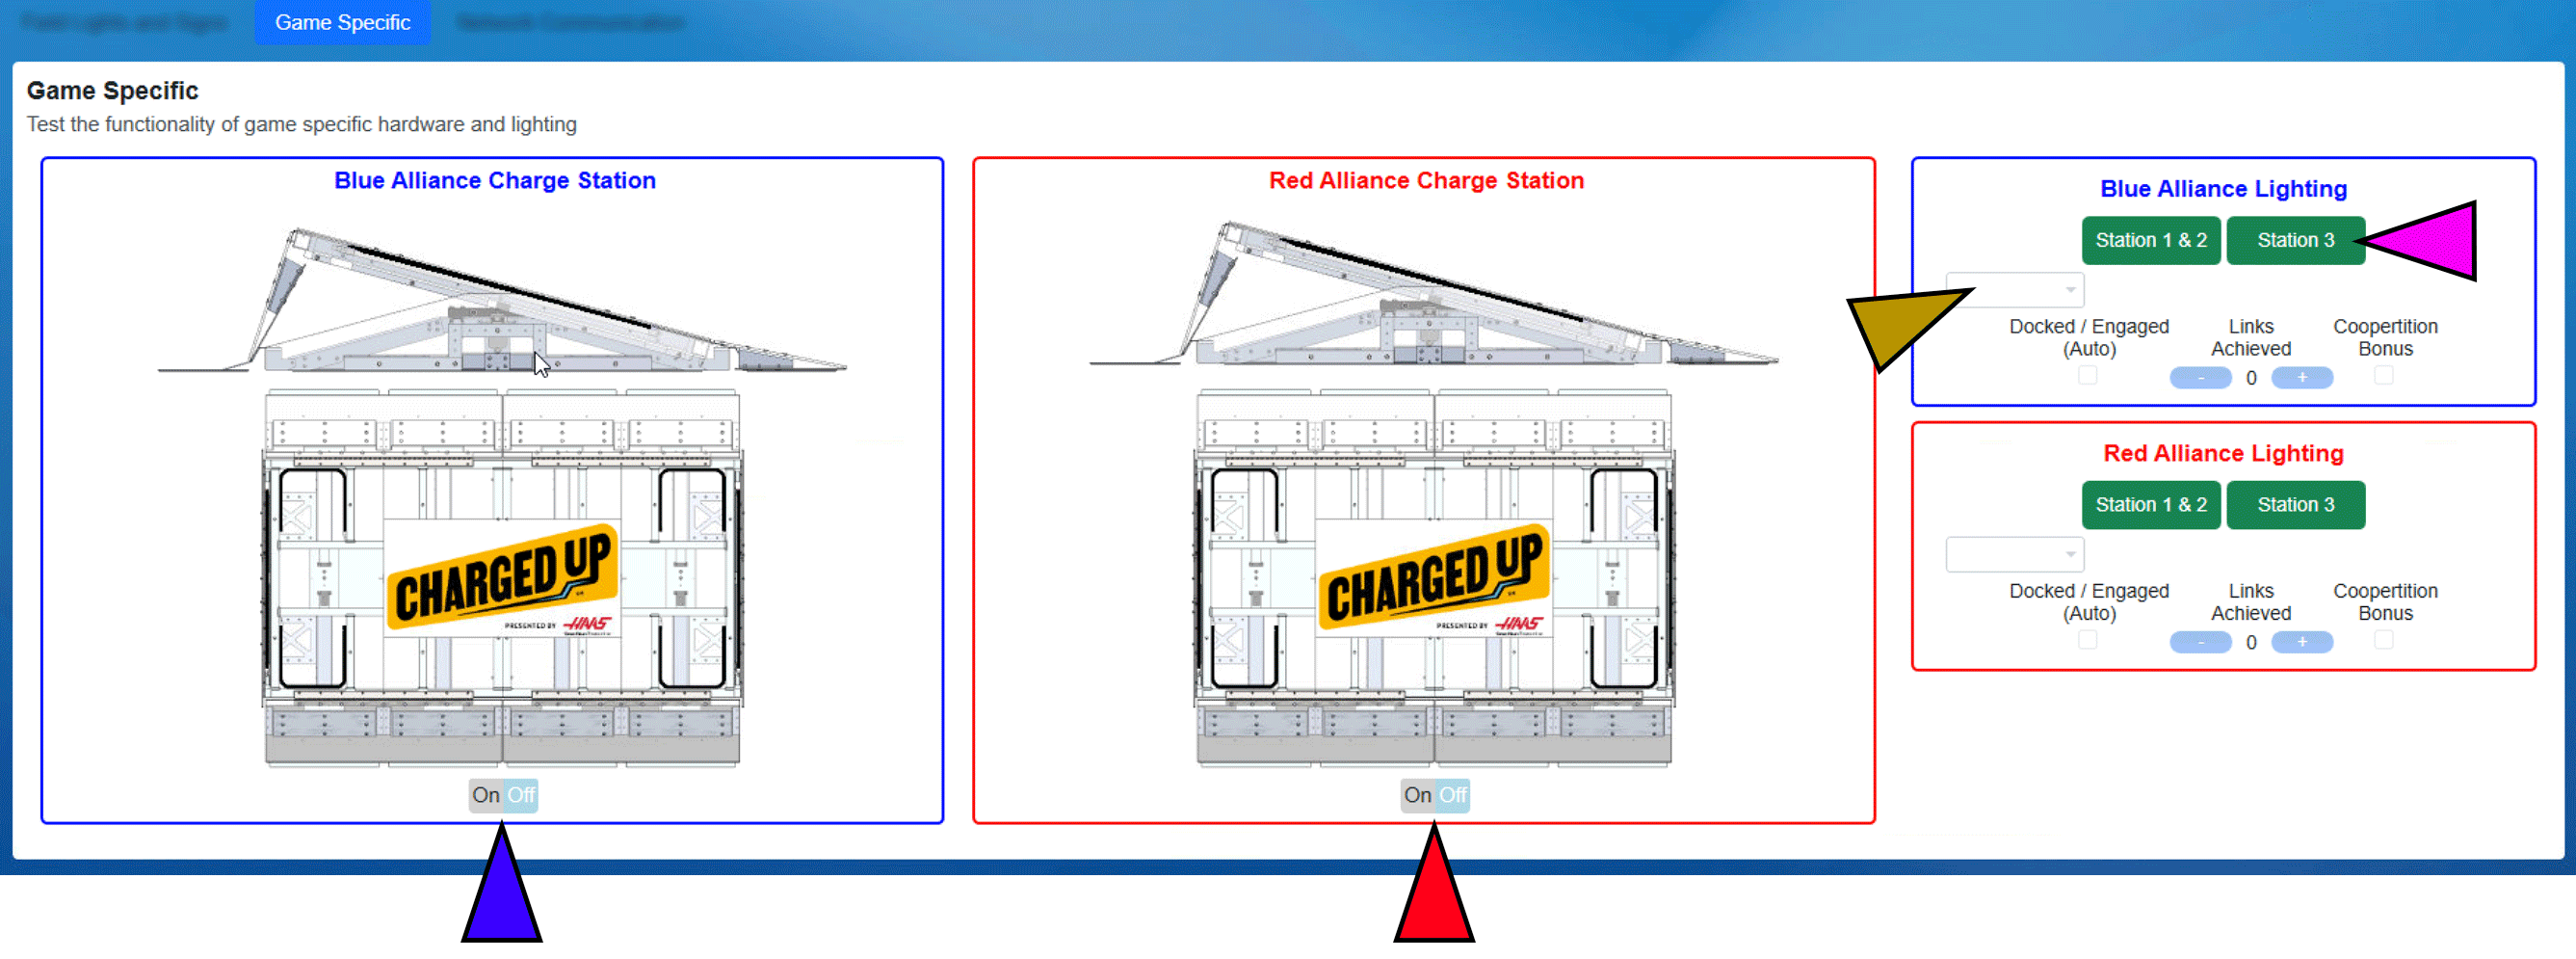 Game Specific
Game Specific
Test the functionality of game specific hardware and lighting
Blue Alliance Charge Station
CHARGED UP
PRESENTED BY HAAS
On Off
Red Alliance Charge Station
CHARGED UP
PRESENTED BY HAAS
On Off
Blue Alliance Lighting
Station 1 & 2 Station 3
Docked / Engaged (Auto)
Links Achieved
Coopertition Bonus
- 0 +
Red Alliance Lighting
Station 1 & 2 Station 3
Docked / Engaged (Auto)
Links Achieved
Coopertition Bonus
- 0 +